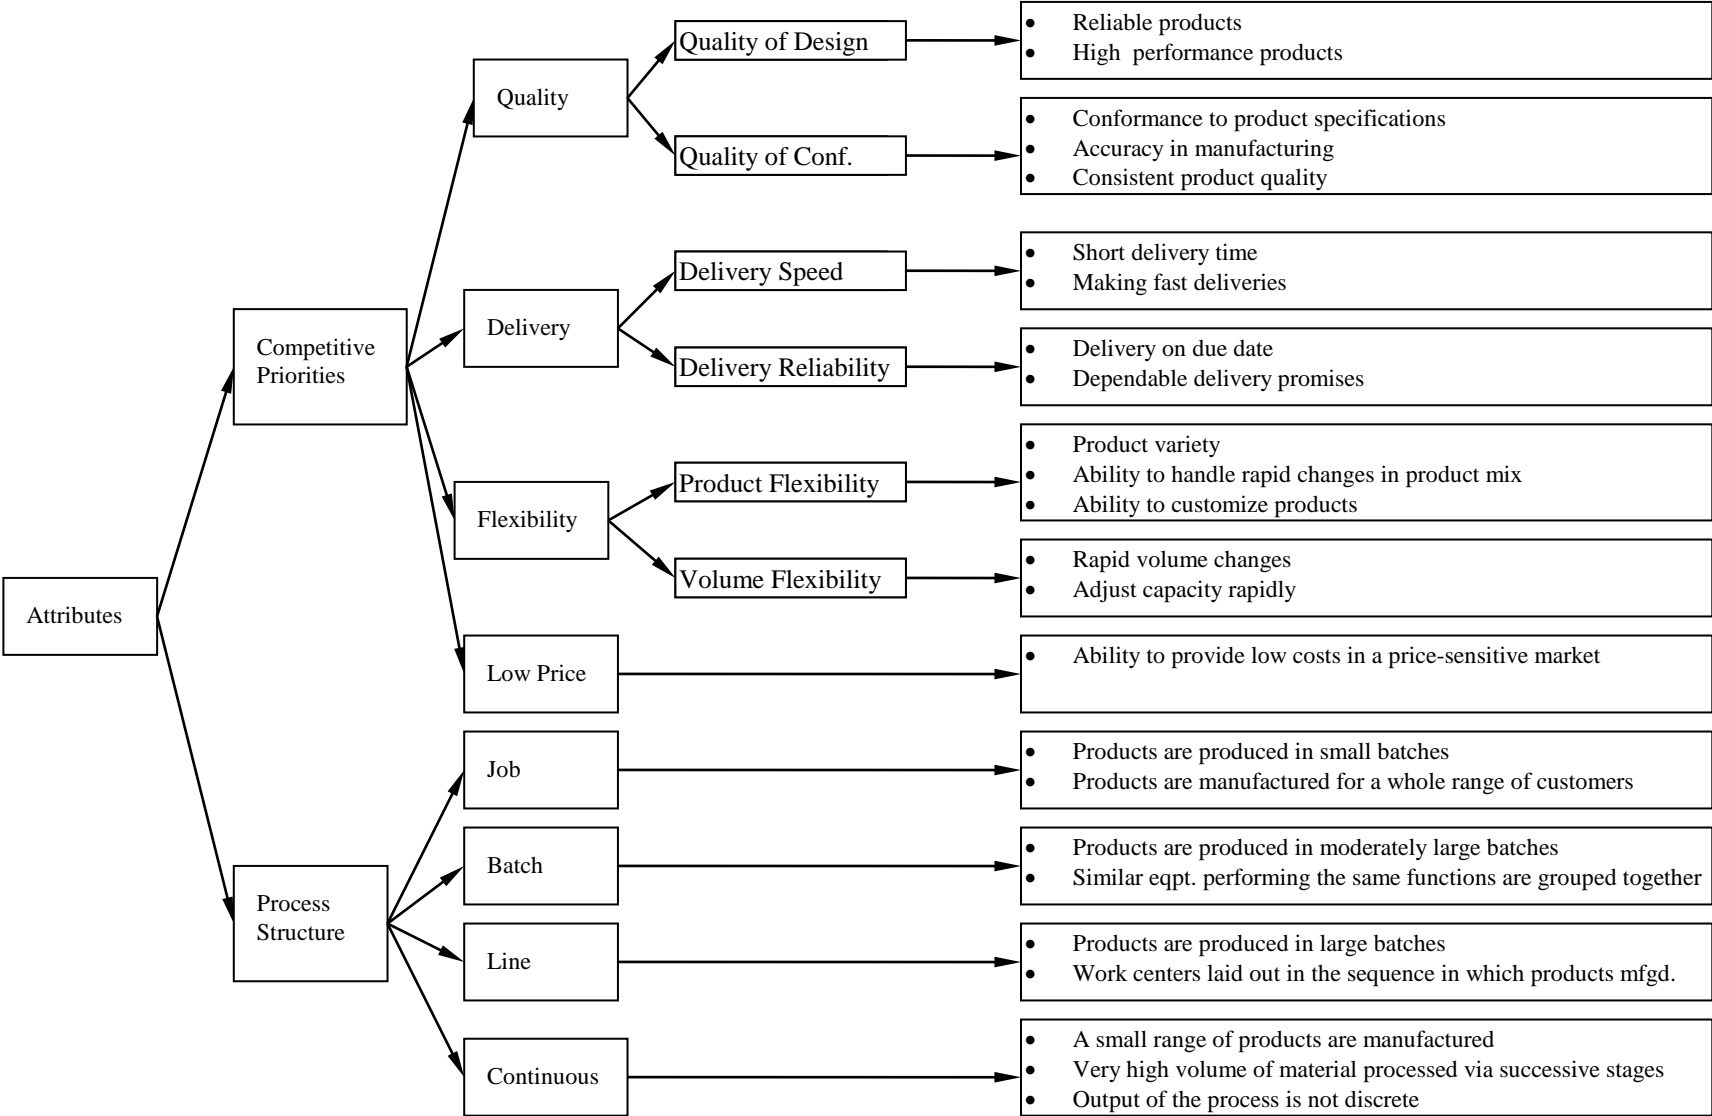 Attributes
Competitive
Priorities
Process
Structure
Quality
Delivery
Flexibility
Low Price
Job
Batch
Line
Continuous
Quality of Design
Quality of Conf.
Delivery Speed
Delivery Reliability
Product Flexibility
Volume Flexibility
• Reliable products
• High performance products
• Conformance to product specifications
• Accuracy in manufacturing
• Consistent product quality
• Short delivery time
• Making fast deliveries
• Delivery on due date
• Dependable delivery promises
• Product variety
• Ability to handle rapid changes in product mix
• Ability to customize products
• Rapid volume changes
• Adjust capacity rapidly
• Ability to provide low costs in a price-sensitive market
• Products are produced in small batches
• Products are manufactured for a whole range of customers
• Products are produced in moderately large batches
• Similar eqpt. performing the same functions are grouped together
• Products are produced in large batches
• Work centers laid out in the sequence in which products mfgd.
• A small range of products are manufactured
• Very high volume of material processed via successive stages
• Output of the process is not discrete